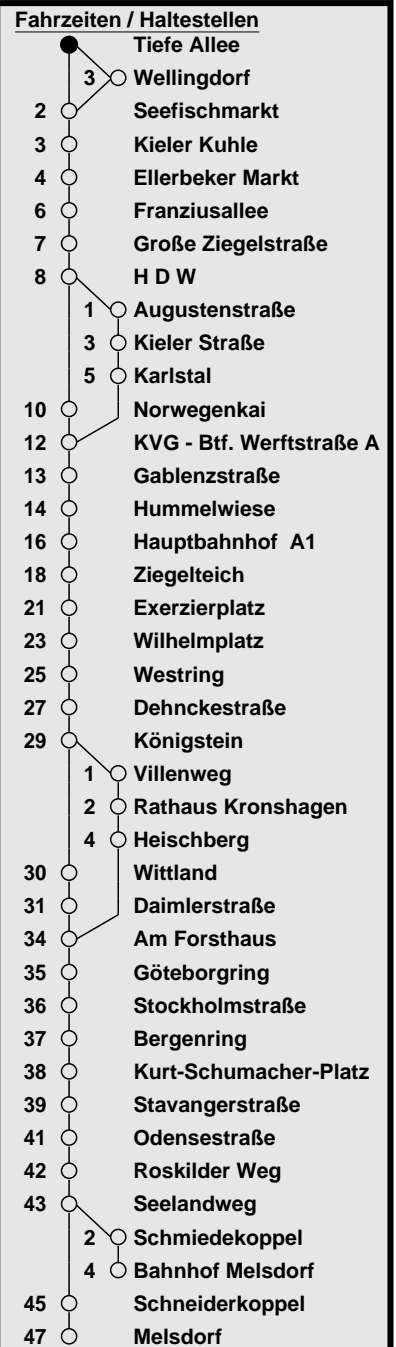 Fahrzeiten / Haltestellen
Tiefe Allee
3 Wellingdorf
2 Seefischmarkt
3 Kieler Kuhle
4 Ellerbeker Markt
6 Franziusallee
7 Große Ziegelstraße
8 H D W
1 Augustenstraße
3 Kieler Straße
5 Karlstal
10 Norwegenkai
12 KVG - Btf. Werftstraße A
13 Gablenzstraße
14 Hummelwiese
16 Hauptbahnhof A1
18 Ziegelteich
21 Exerzierplatz
23 Wilhelmplatz
25 Westring
27 Dehnckestraße
29 Königstein
1 Villenweg
2 Rathaus Kronshagen
4 Heischberg
30 Wittland
31 Daimlerstraße
34 Am Forsthaus
35 Göteborgring
36 Stockholmstraße
37 Bergenring
38 Kurt-Schumacher-Platz
39 Stavangerstraße
41 Odensestraße
42 Roskilder Weg
43 Seelandweg
2 Schmiedekoppel
4 Bahnhof Melsdorf
45 Schneiderkoppel
47 Melsdorf